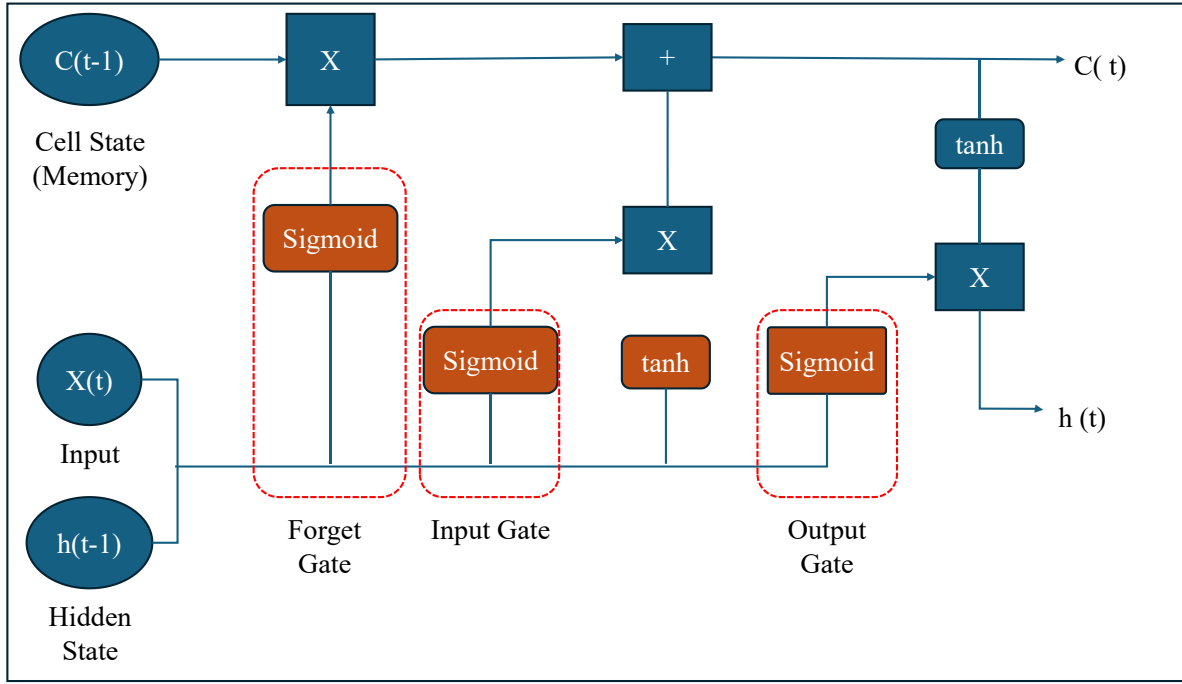 C(t-1)
X
+
C( t)
Cell State
(Memory)
tanh
Sigmoid
X
X
Sigmoid
tanh
Sigmoid
X(t)
h (t)
Input
h(t-1)
Forget
Gate
Input Gate
Output
Gate
Hidden
State